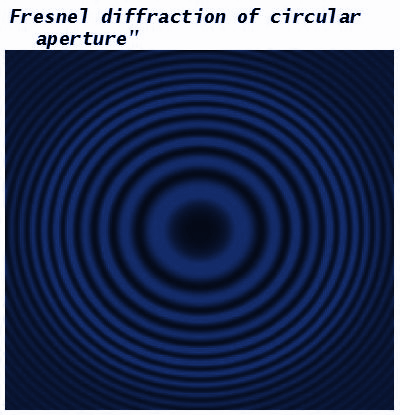 Fresnel diffraction of circular
aperture"